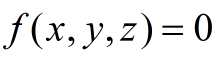 f(x, y, z) = 0